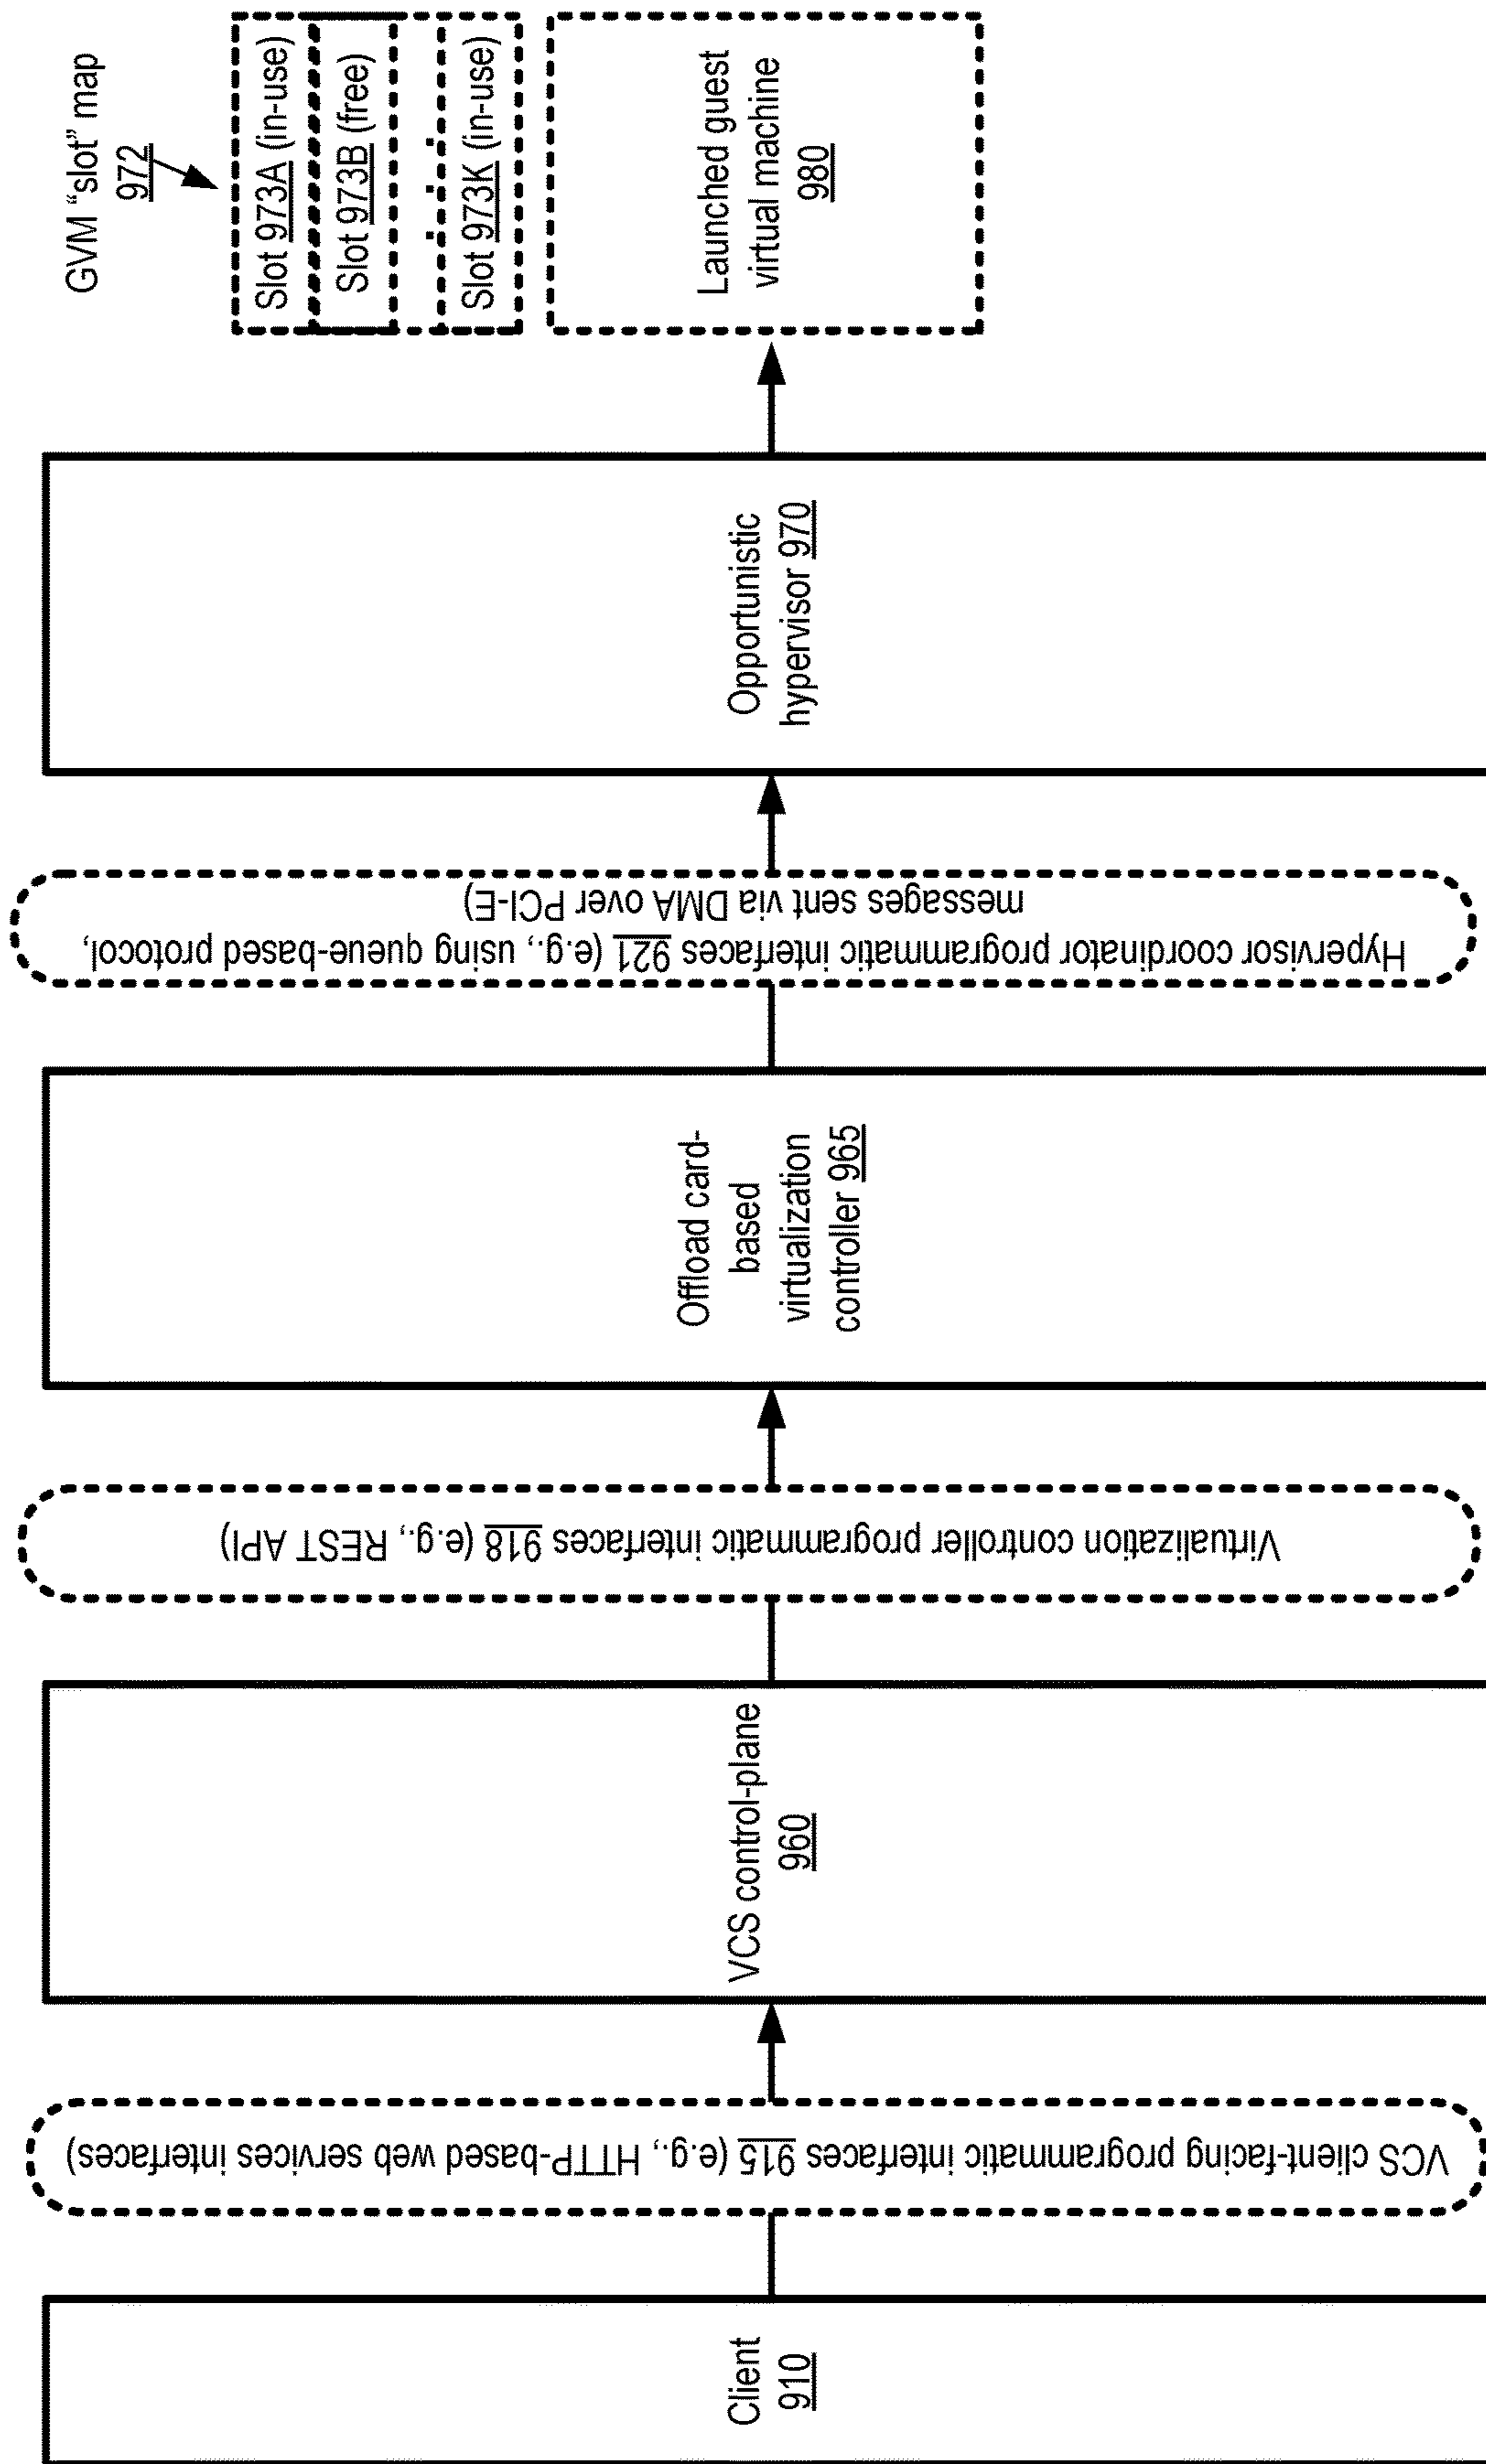 Client
910
VCS client-facing programmatic interfaces 915 (e.g., HTTP-based web services interfaces)
VCS control-plane
960
Virtualization controller programmatic interfaces 918 (e.g., REST API)
Offload card-
based
virtualization
controller 965
Hypervisor coordinator programmatic interfaces 921 (e.g., using queue-based protocol,
messages sent via DMA over PCI-E)
Opportunistic
hypervisor 970
GVM “slot” map
972
Slot 973A (in-use)
Slot 973B (free)
Slot 973K (in-use)
Launched guest
virtual machine
980